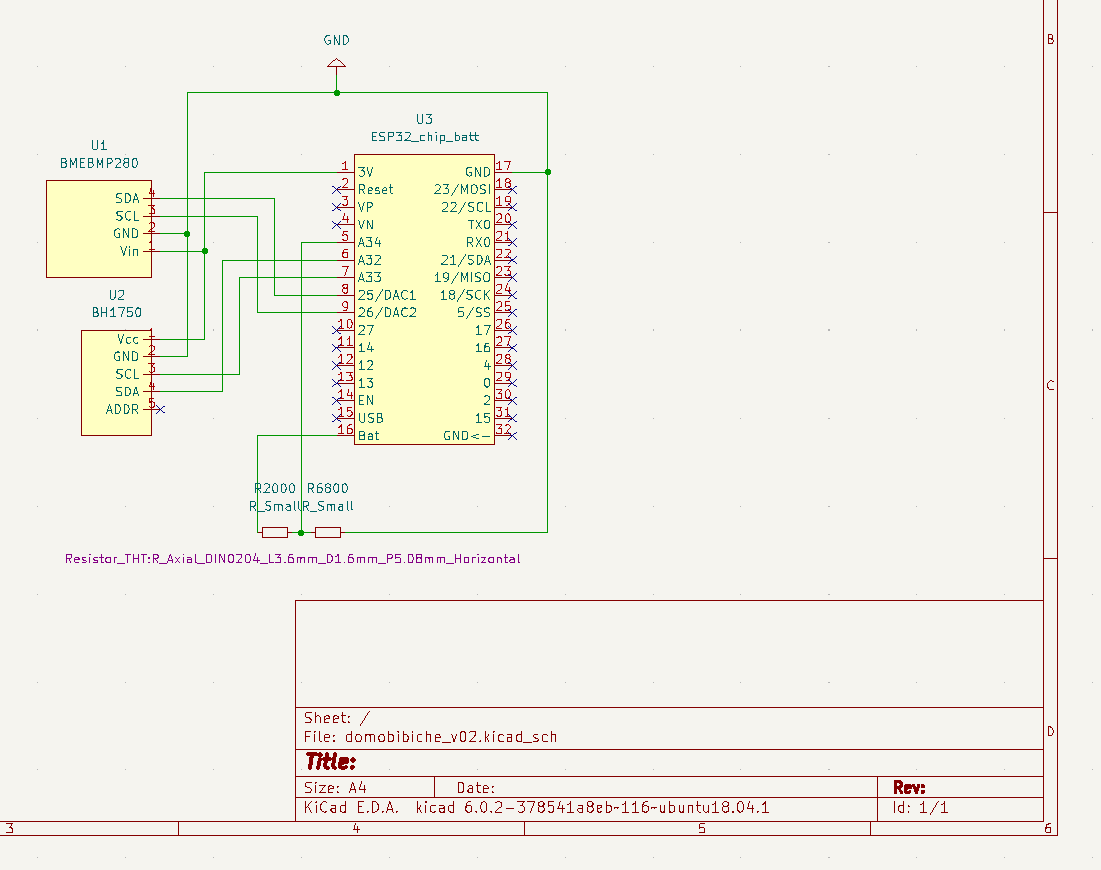 B
GND
U3
ESP32_chip_batt
U1
BMEBMP280
SDA 4
SCL 3
GND 2
Vin 1
U2
BH1750
Vcc 1
GND 2
SCL 3
SDA 4
ADDR 5
1 3V GND 17
2 Reset 23/MOSI 18
3 VP 22/SCL 19
4 VN TX0 20
5 A34 RX0 21
6 A32 21/SDA 22
7 A33 19/MISO 23
8 25/DAC1 18/SCK 24
9 26/DAC2 5/SS 25
10 27 17 26
11 14 16 27
12 12 4 28
13 13 0 29
14 EN 2 30
15 USB 15 31
16 Bat GND<- 32
C
R2000 R6800
R_Small R_Small
Resistor_THT:R_Axial_DIN0204_L3.6mm_D1.6mm_P5.08mm_Horizontal
Sheet: /
File: domobibiche_v02.kicad_sch
D
Title:
Size: A4 Date: Rev:
KiCad E.D.A. kicad 6.0.2-378541a8eb~116~ubuntu18.04.1 Id: 1/1
3 4 5 6